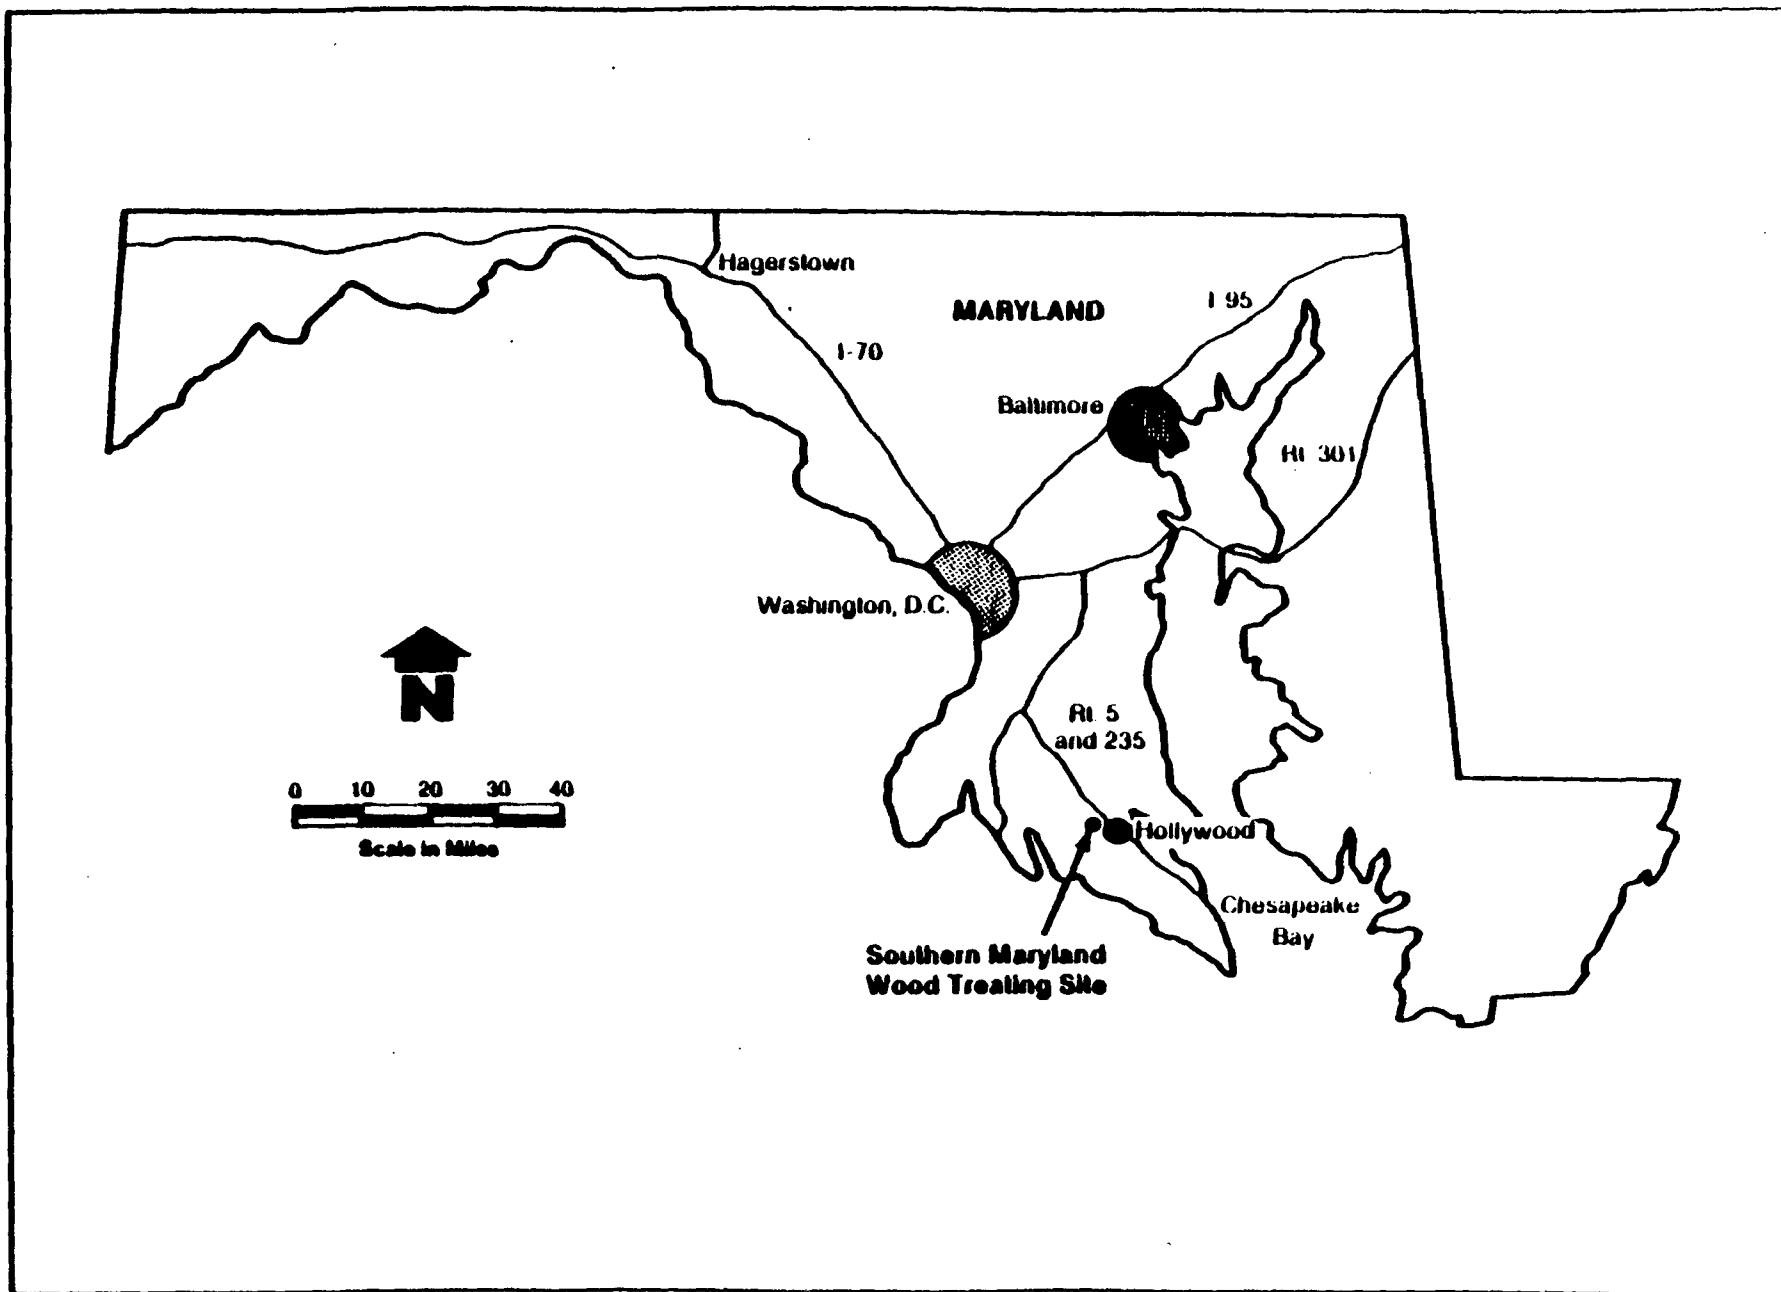 Hagerstown
MARYLAND
I 95
I-70
Baltimore
Rt 301
Washington, D.C.
N
Rt. 5
and 235
0 10 20 30 40
Scale in Miles
Hollywood
Chesapeake
Bay
Southern Maryland
Wood Treating Site